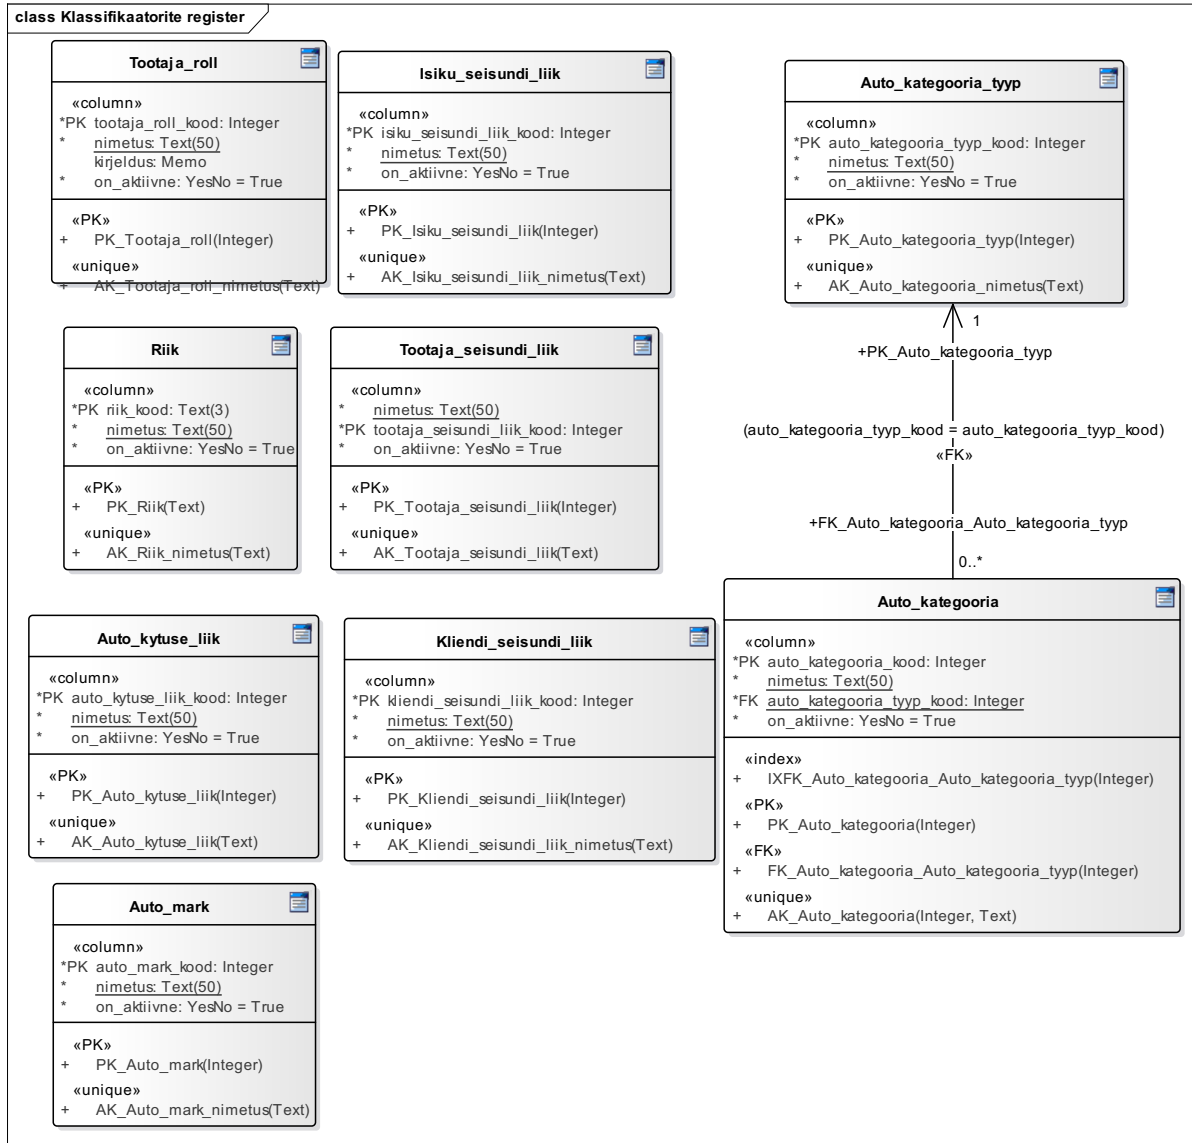 class Klassifikaatorite register
Tootaja_roll
«column»
*PK tootaja_roll_kood: Integer
* nimetus: Text(50)
kirjeldus: Memo
* on_aktiivne: YesNo = True
«PK»
+ PK_Tootaja_roll(Integer)
«unique»
+ AK_Tootaja_roll_nimetus(Text)
Isiku_seisundi_liik
«column»
*PK isiku_seisundi_liik_kood: Integer
* nimetus: Text(50)
* on_aktiivne: YesNo = True
«PK»
+ PK_Isiku_seisundi_liik(Integer)
«unique»
+ AK_Isiku_seisundi_liik_nimetus(Text)
Auto_kategooria_tyyp
«column»
*PK auto_kategooria_tyyp_kood: Integer
* nimetus: Text(50)
* on_aktiivne: YesNo = True
«PK»
+ PK_Auto_kategooria_tyyp(Integer)
«unique»
+ AK_Auto_kategooria_nimetus(Text)
1
+PK_Auto_kategooria_tyyp
(auto_kategooria_tyyp_kood = auto_kategooria_tyyp_kood)
«FK»
+FK_Auto_kategooria_Auto_kategooria_tyyp
0..*
Riik
«column»
*PK riik_kood: Text(3)
* nimetus: Text(50)
* on_aktiivne: YesNo = True
«PK»
+ PK_Riik(Text)
«unique»
+ AK_Riik_nimetus(Text)
Tootaja_seisundi_liik
«column»
* nimetus: Text(50)
*PK tootaja_seisundi_liik_kood: Integer
* on_aktiivne: YesNo = True
«PK»
+ PK_Tootaja_seisundi_liik(Integer)
«unique»
+ AK_Tootaja_seisundi_liik(Text)
Auto_kytuse_liik
«column»
*PK auto_kytuse_liik_kood: Integer
* nimetus: Text(50)
* on_aktiivne: YesNo = True
«PK»
+ PK_Auto_kytuse_liik(Integer)
«unique»
+ AK_Auto_kytuse_liik(Text)
Kliendi_seisundi_liik
«column»
*PK kliendi_seisundi_liik_kood: Integer
* nimetus: Text(50)
* on_aktiivne: YesNo = True
«PK»
+ PK_Kliendi_seisundi_liik(Integer)
«unique»
+ AK_Kliendi_seisundi_liik_nimetus(Text)
Auto_kategooria
«column»
*PK auto_kategooria_kood: Integer
* nimetus: Text(50)
*FK auto_kategooria_tyyp_kood: Integer
* on_aktiivne: YesNo = True
«index»
+ IXFK_Auto_kategooria_Auto_kategooria_tyyp(Integer)
«PK»
+ PK_Auto_kategooria(Integer)
«FK»
+ FK_Auto_kategooria_Auto_kategooria_tyyp(Integer)
«unique»
+ AK_Auto_kategooria(Integer, Text)
Auto_mark
«column»
*PK auto_mark_kood: Integer
* nimetus: Text(50)
* on_aktiivne: YesNo = True
«PK»
+ PK_Auto_mark(Integer)
«unique»
+ AK_Auto_mark_nimetus(Text)